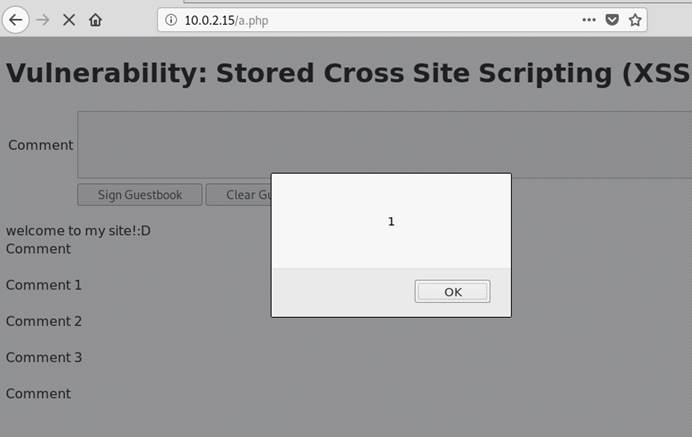 10.0.2.15/a.php
Vulnerability: Stored Cross Site Scripting (XSS
Comment
1
Sign Guestbook Clear Gu
welcome to my site!:D
Comment
OK
Comment 1
Comment 2
Comment 3
Comment